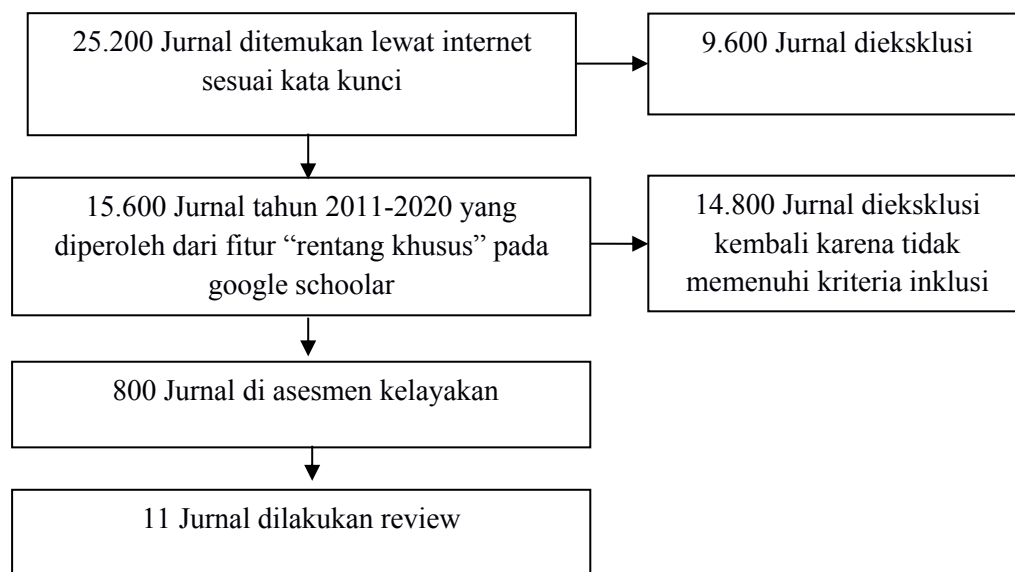 25.200 Jurnal ditemukan lewat internet
sesuai kata kunci
9.600 Jurnal dieksklusi
15.600 Jurnal tahun 2011-2020 yang
diperoleh dari fitur “rentang khusus” pada
google schoolar
14.800 Jurnal dieksklusi
kembali karena tidak
memenuhi kriteria inklusi
800 Jurnal di asesmen kelayakan
11 Jurnal dilakukan review